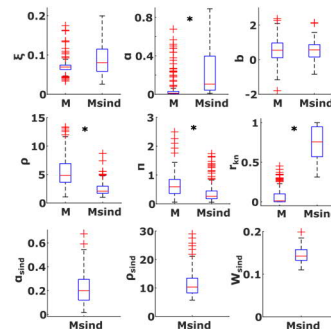 ξ
0.2
0.1
0
M Msind
α
0.8
0.4
0
*
M Msind
b
2
0
-2
M Msind
ρ
15
10
5
0
*
M Msind
n
3
2
1
0
*
M Msind
r_kn
1
0.5
0
*
M Msind
α_sind
0.6
0.4
0.2
0
Msind
ρ_sind
30
20
10
0
Msind
W_sind
0.2
0.1
0
Msind